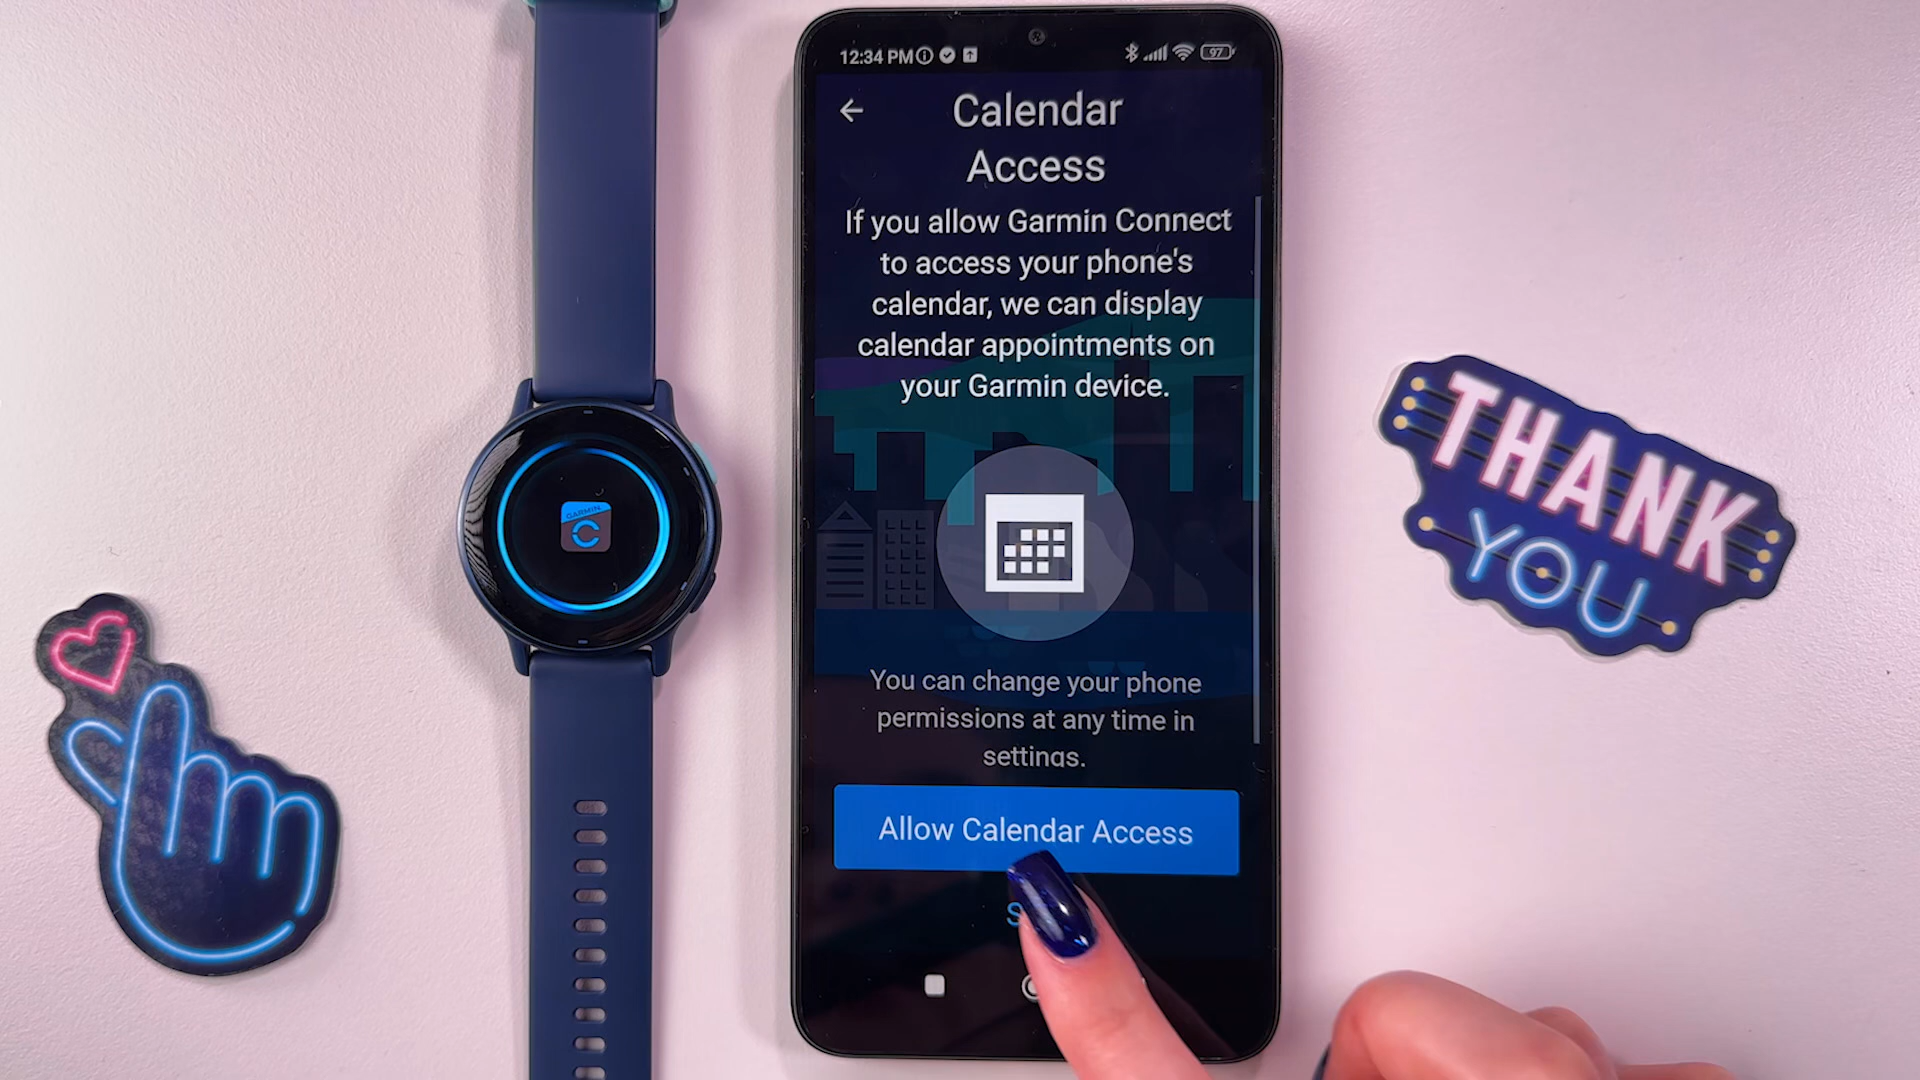 12:34 PM
97
Calendar
Access
If you allow Garmin Connect
to access your phone's
calendar, we can display
calendar appointments on
your Garmin device.
You can change your phone
permissions at any time in
settings.
Allow Calendar Access
GARMIN
THANK
YOU